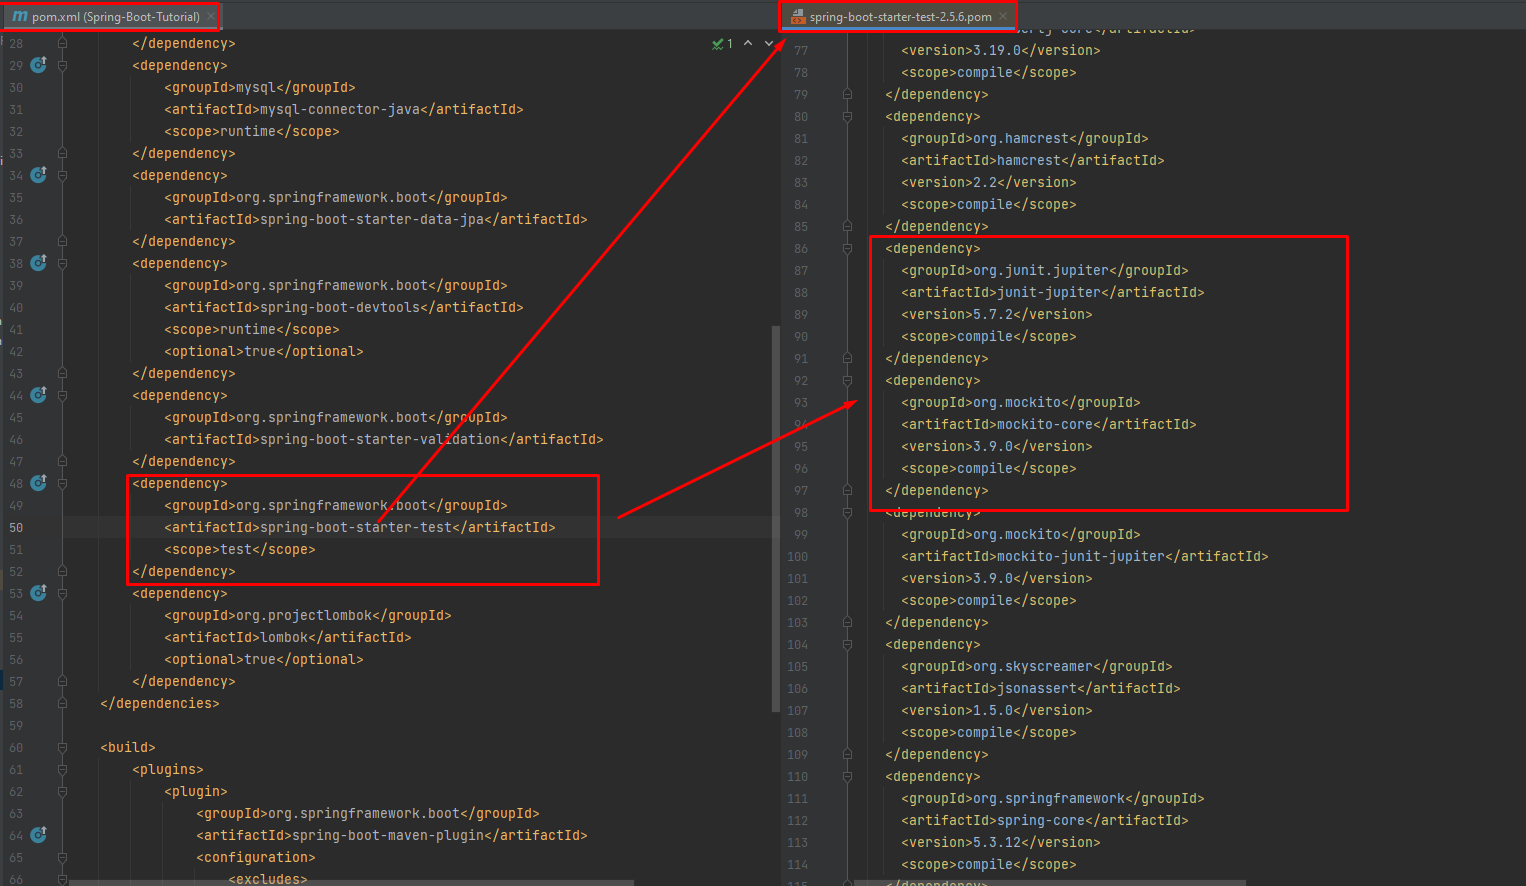 pom.xml (Spring-Boot-Tutorial)
28 </dependency>
29 <dependency>
30 <groupId>mysql</groupId>
31 <artifactId>mysql-connector-java</artifactId>
32 <scope>runtime</scope>
33 </dependency>
34 <dependency>
35 <groupId>org.springframework.boot</groupId>
36 <artifactId>spring-boot-starter-data-jpa</artifactId>
37 </dependency>
38 <dependency>
39 <groupId>org.springframework.boot</groupId>
40 <artifactId>spring-boot-devtools</artifactId>
41 <scope>runtime</scope>
42 <optional>true</optional>
43 </dependency>
44 <dependency>
45 <groupId>org.springframework.boot</groupId>
46 <artifactId>spring-boot-starter-validation</artifactId>
47 </dependency>
48 <dependency>
49 <groupId>org.springframework.boot</groupId>
50 <artifactId>spring-boot-starter-test</artifactId>
51 <scope>test</scope>
52 </dependency>
53 <dependency>
54 <groupId>org.projectlombok</groupId>
55 <artifactId>lombok</artifactId>
56 <optional>true</optional>
57 </dependency>
58 </dependencies>
59
60 <build>
61 <plugins>
62 <plugin>
63 <groupId>org.springframework.boot</groupId>
64 <artifactId>spring-boot-maven-plugin</artifactId>
65 <configuration>
66 <excludes>
1
spring-boot-starter-test-2.5.6.pom
77 <version>3.19.0</version>
78 <scope>compile</scope>
79 </dependency>
80 <dependency>
81 <groupId>org.hamcrest</groupId>
82 <artifactId>hamcrest</artifactId>
83 <version>2.2</version>
84 <scope>compile</scope>
85 </dependency>
86 <dependency>
87 <groupId>org.junit.jupiter</groupId>
88 <artifactId>junit-jupiter</artifactId>
89 <version>5.7.2</version>
90 <scope>compile</scope>
91 </dependency>
92 <dependency>
93 <groupId>org.mockito</groupId>
94 <artifactId>mockito-core</artifactId>
95 <version>3.9.0</version>
96 <scope>compile</scope>
97 </dependency>
98 <dependency>
99 <groupId>org.mockito</groupId>
100 <artifactId>mockito-junit-jupiter</artifactId>
101 <version>3.9.0</version>
102 <scope>compile</scope>
103 </dependency>
104 <dependency>
105 <groupId>org.skyscreamer</groupId>
106 <artifactId>jsonassert</artifactId>
107 <version>1.5.0</version>
108 <scope>compile</scope>
109 </dependency>
110 <dependency>
111 <groupId>org.springframework</groupId>
112 <artifactId>spring-core</artifactId>
113 <version>5.3.12</version>
114 <scope>compile</scope>